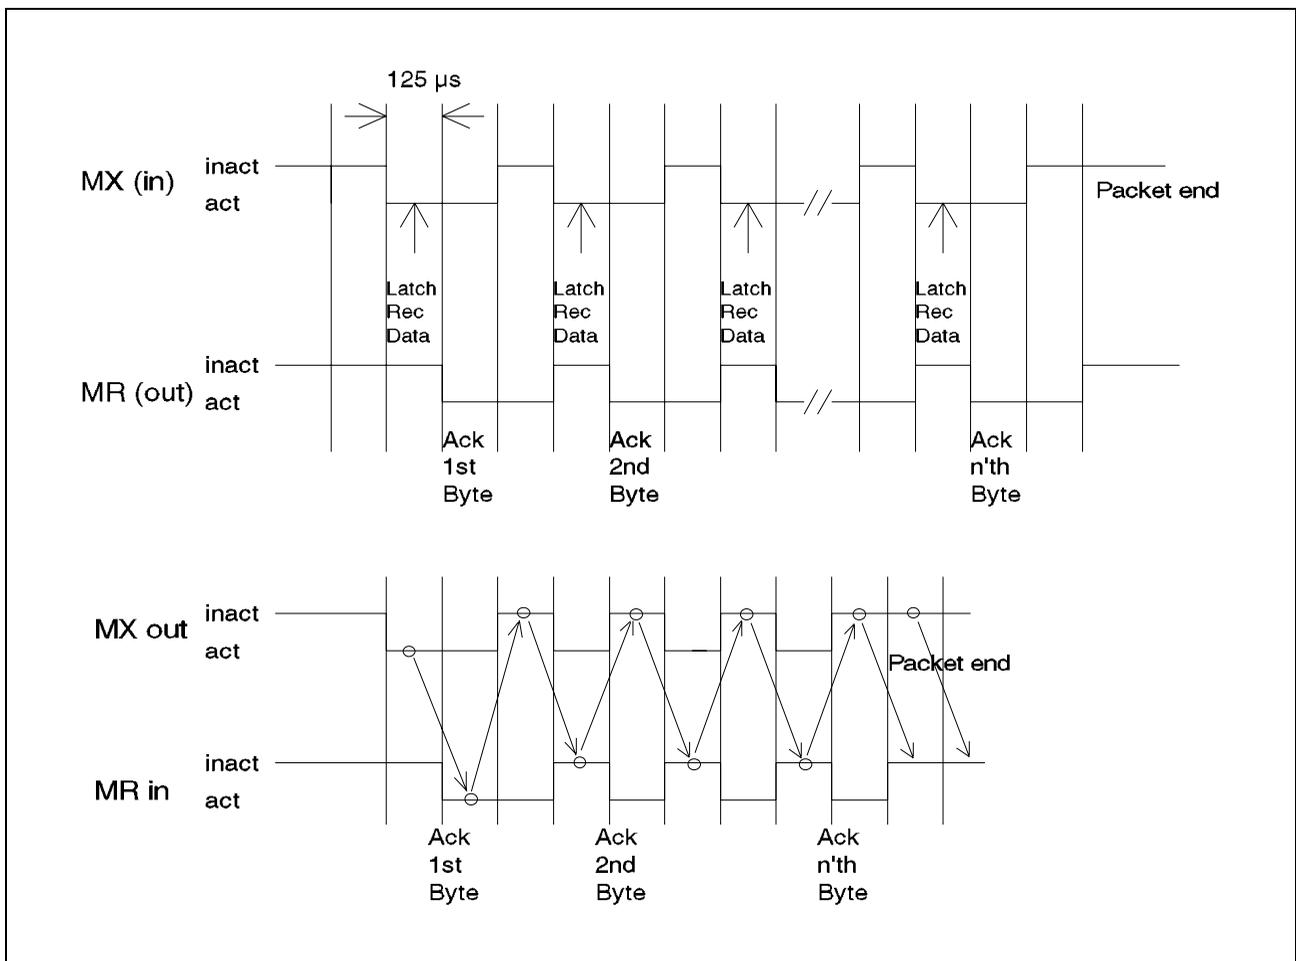 125 µs
MX (in)
inact
act
Packet end
Latch
Rec
Data
Latch
Rec
Data
Latch
Rec
Data
Latch
Rec
Data
MR (out)
inact
act
Ack
1st
Byte
Ack
2nd
Byte
Ack
n'th
Byte
MX out
inact
act
Packet end
MR in
inact
act
Ack
1st
Byte
Ack
2nd
Byte
Ack
n'th
Byte